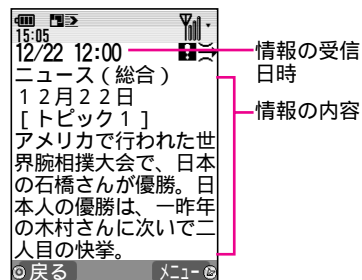 15:05
12/22 12:00
ニュース(総合)
12月22日
[トピック1]
アメリカで行われた世
界腕相撲大会で、日本
の石橋さんが優勝。日
本人の優勝は、一昨年
の木村さんに次いで二
人目の快挙。
戻る
メニュー
情報の受信
日時
情報の内容